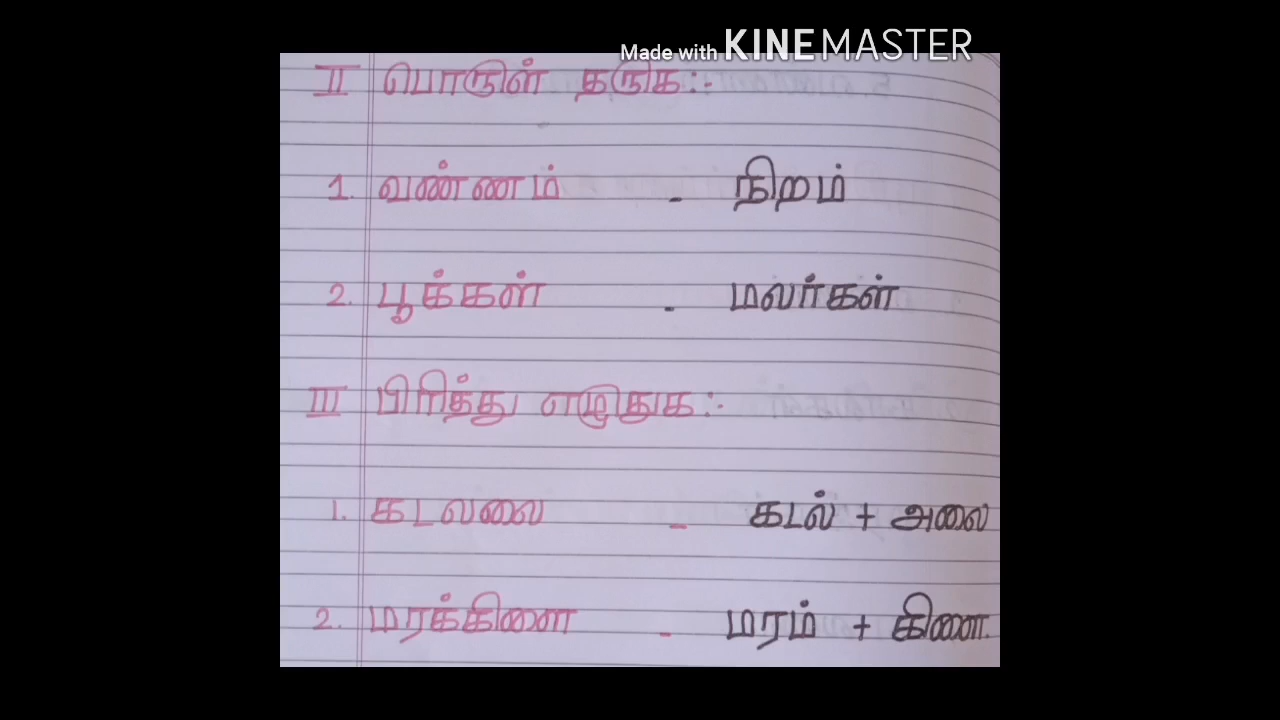 Made with KINEMASTER
II பொருள் தருக:-
1. வண்ணம் - நிறம்
2. பூக்கள் - மலர்கள்
III பிரித்து எழுதுக:-
1. கடலலை - கடல் + அலை
2. மரக்கிளை - மரம் + கிளை.